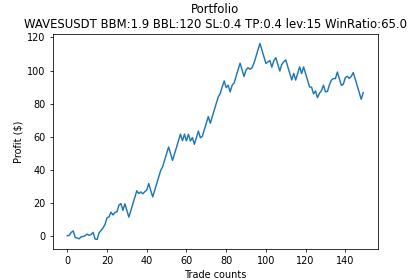 Portfolio
WAVESUSDT BBM:1.9 BBL:120 SL:0.4 TP:0.4 lev:15 WinRatio:65.0
120
100
80
60
40
20
0
Profit ($)
0 20 40 60 80 100 120 140
Trade counts